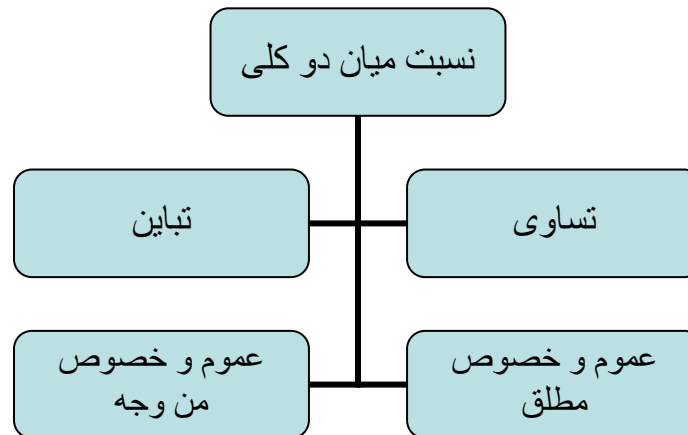 نسبت میان دو کلی
تساوی
تباین
عموم و خصوص
مطلق
عموم و خصوص
من وجه